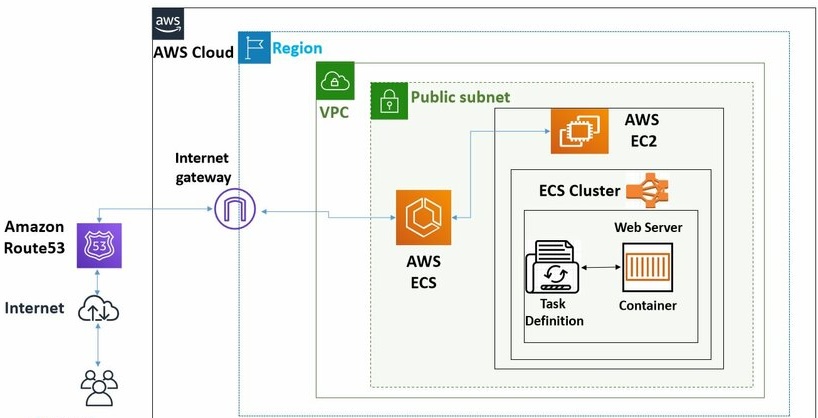 aws
AWS Cloud
Region
VPC
Public subnet
AWS
EC2
Internet
gateway
ECS Cluster
Amazon
Route53
53
AWS
ECS
Web Server
Task
Definition
Container
Internet